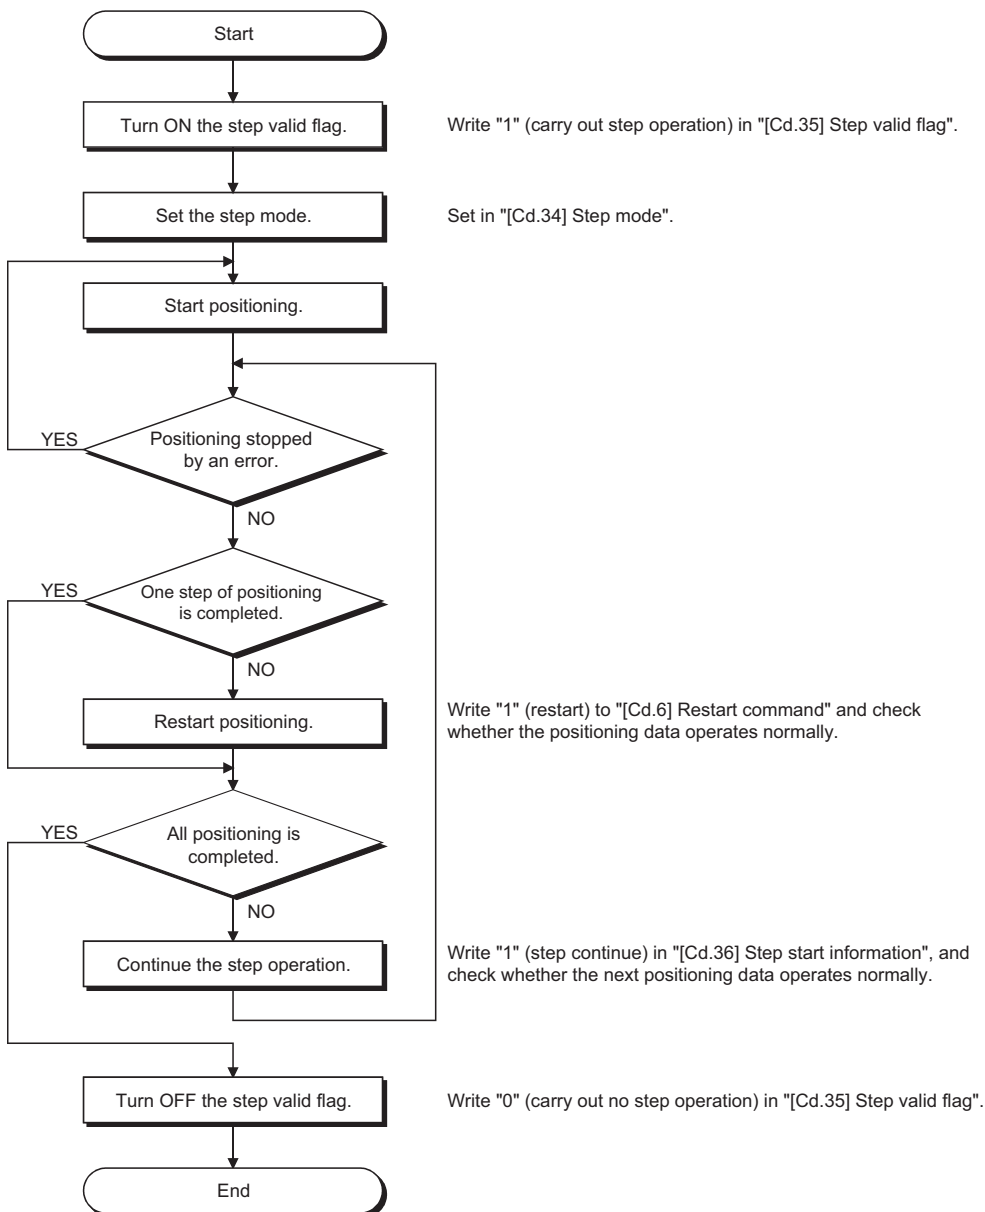 Start
Turn ON the step valid flag.
Write "1" (carry out step operation) in "[Cd.35] Step valid flag".
Set the step mode.
Set in "[Cd.34] Step mode".
Start positioning.
YES
Positioning stopped
by an error.
NO
YES
One step of positioning
is completed.
NO
Restart positioning.
Write "1" (restart) to "[Cd.6] Restart command" and check
whether the positioning data operates normally.
YES
All positioning is
completed.
NO
Continue the step operation.
Write "1" (step continue) in "[Cd.36] Step start information", and
check whether the next positioning data operates normally.
Turn OFF the step valid flag.
Write "0" (carry out no step operation) in "[Cd.35] Step valid flag".
End